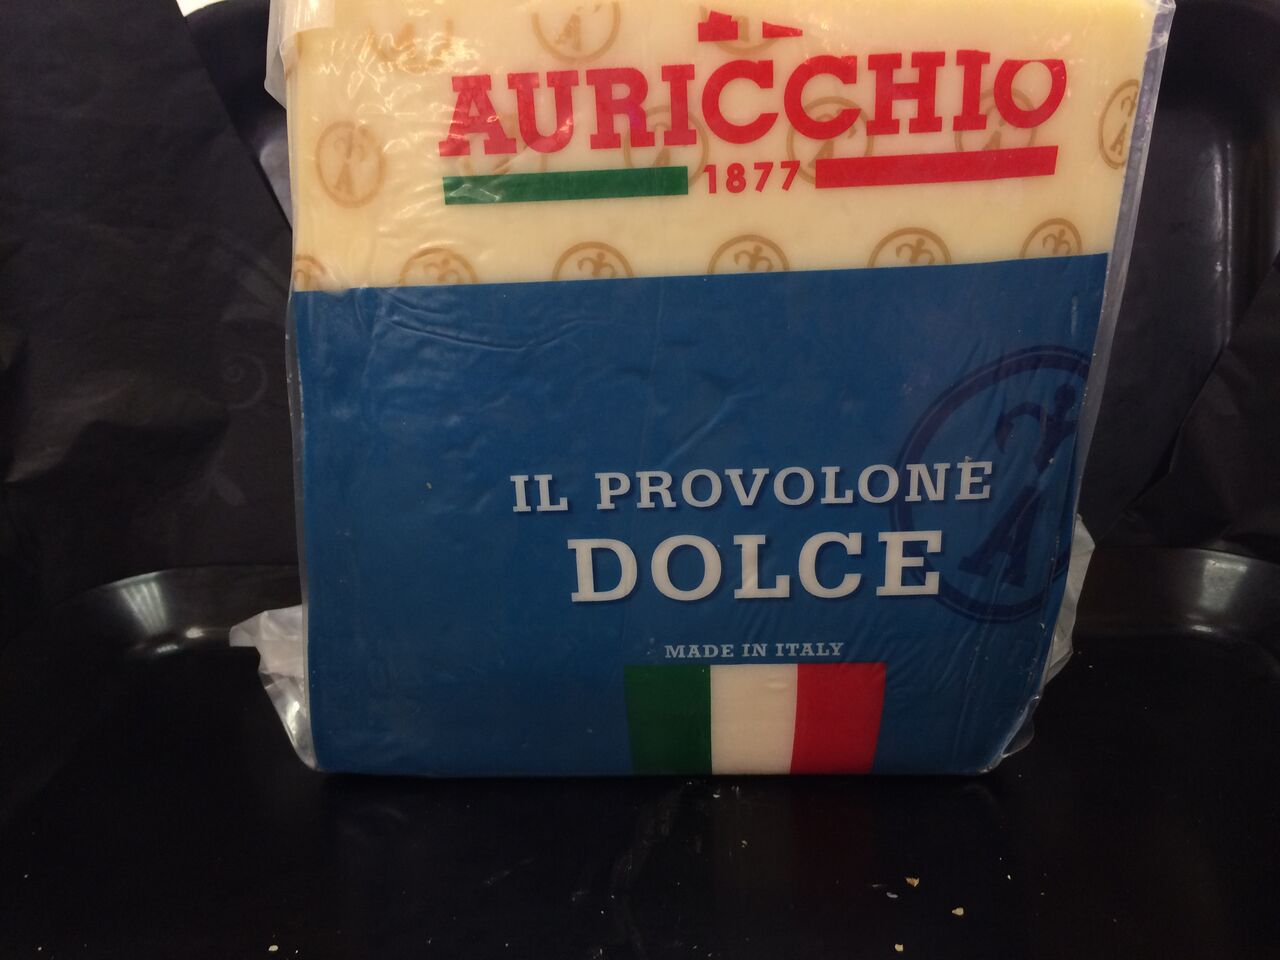 AURICCHIO
1877
IL PROVOLONE
DOLCE
MADE IN ITALY